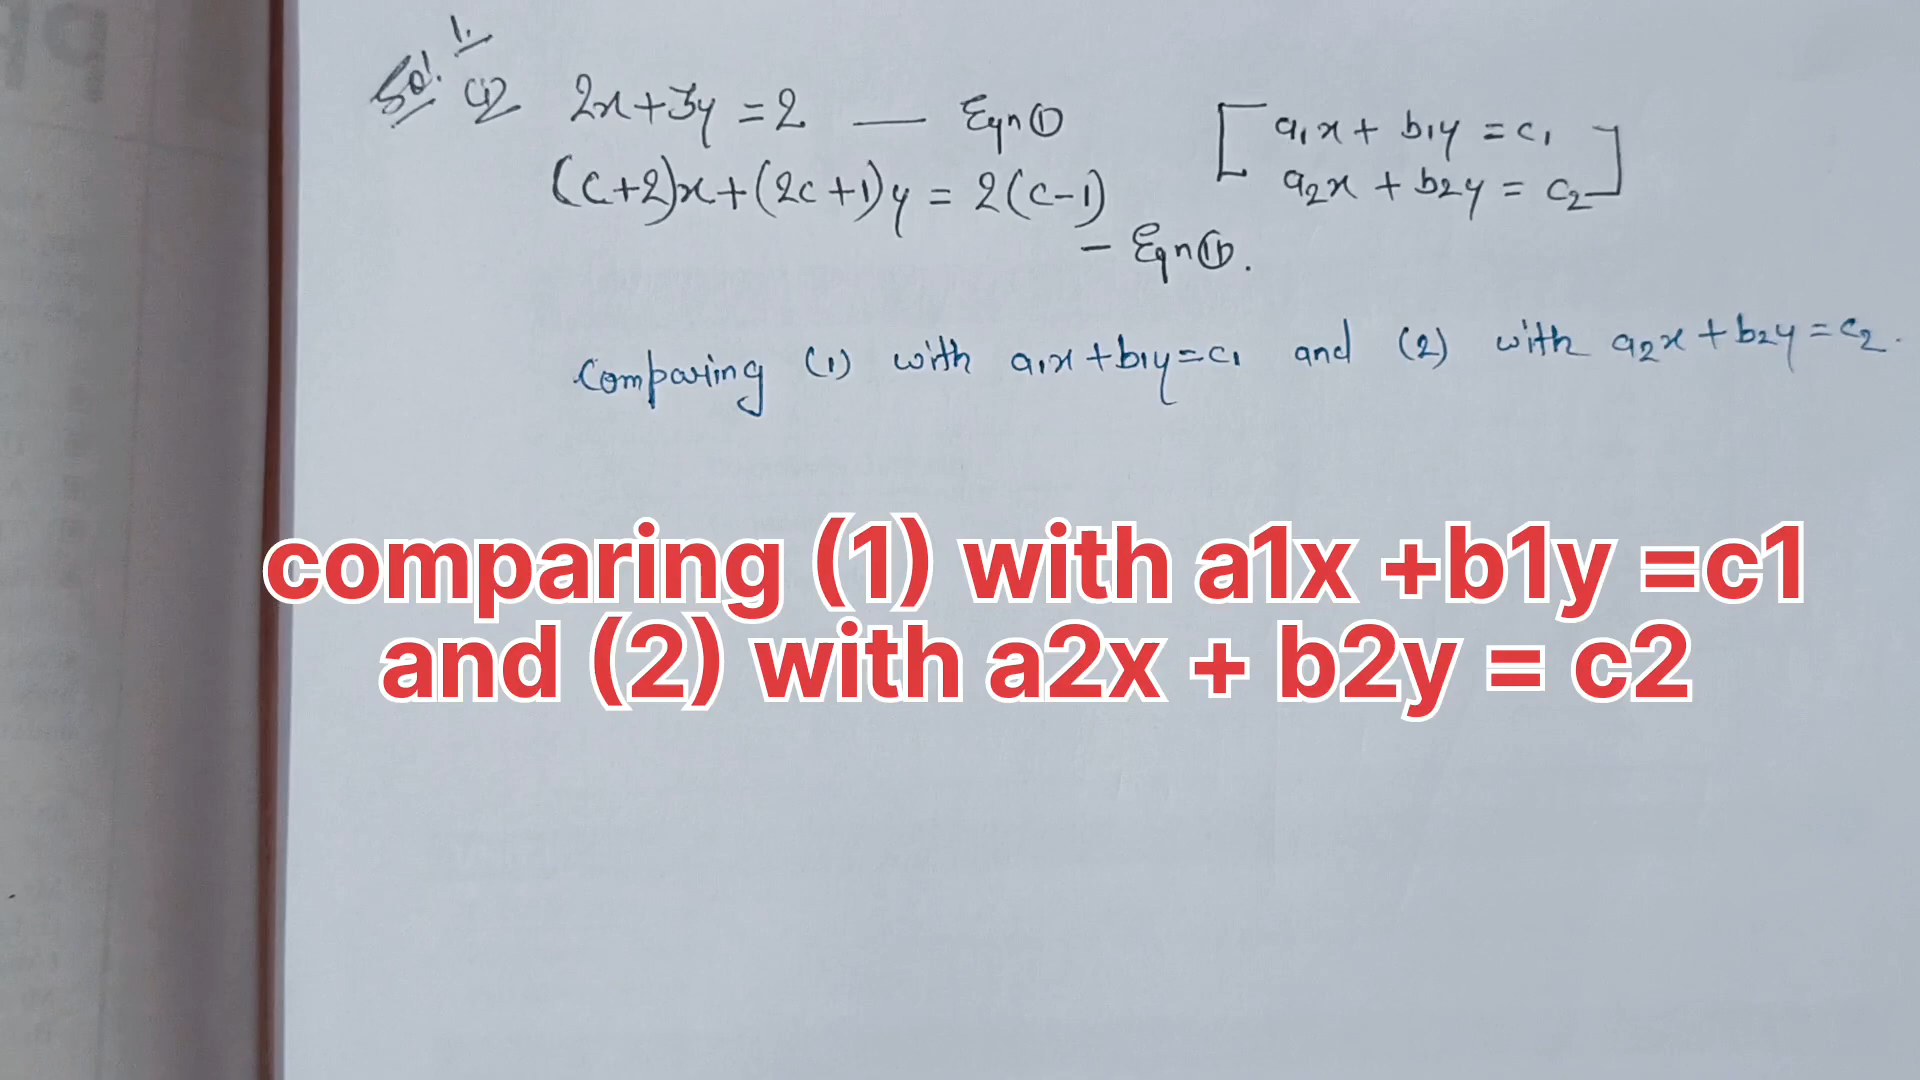 1.
Sol. (i) 2x+3y = 2 — Eqn ①
(c+2)x+(2c+1)y = 2(c-1)
- Eqn ⑪.
[a1x + b1y = c1
a2x + b2y = c2]
Comparing (1) with a1x+b1y=c1 and (2) with a2x+b2y=c2.
comparing (1) with a1x +b1y =c1
and (2) with a2x + b2y = c2